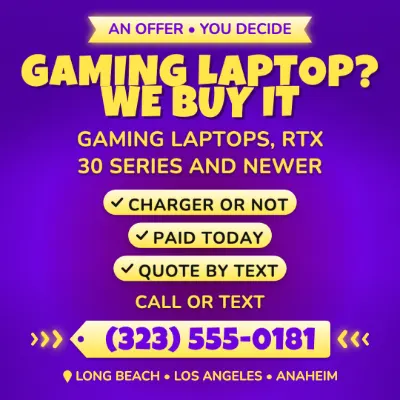 AN OFFER • YOU DECIDE
GAMING LAPTOP?
WE BUY IT
GAMING LAPTOPS, RTX
30 SERIES AND NEWER
CHARGER OR NOT
PAID TODAY
QUOTE BY TEXT
CALL OR TEXT
(323) 555-0181
LONG BEACH • LOS ANGELES • ANAHEIM